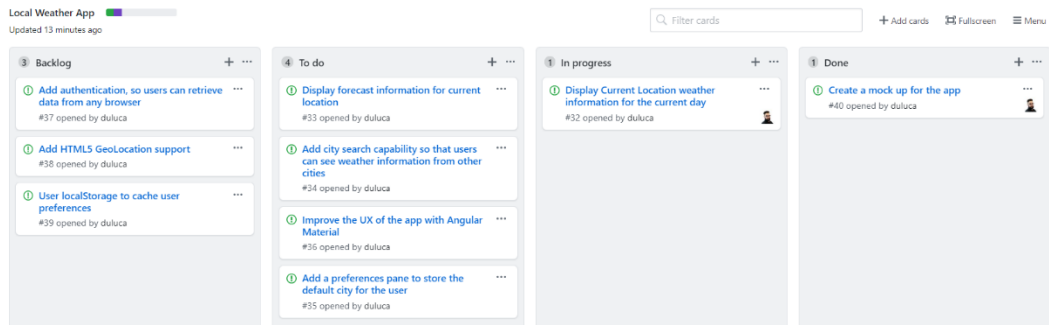 Local Weather App
Updated 13 minutes ago
Filter cards
Add cards
Fullscreen
Menu
3 Backlog
Add authentication, so users can retrieve
data from any browser
#37 opened by duluca
Add HTML5 GeoLocation support
#38 opened by duluca
User localStorage to cache user
preferences
#39 opened by duluca
4 To do
Display forecast information for current
location
#33 opened by duluca
Add city search capability so that users
can see weather information from other
cities
#34 opened by duluca
Improve the UX of the app with Angular
Material
#36 opened by duluca
Add a preferences pane to store the
default city for the user
#35 opened by duluca
1 In progress
Display Current Location weather
information for the current day
#32 opened by duluca
1 Done
Create a mock up for the app
#40 opened by duluca